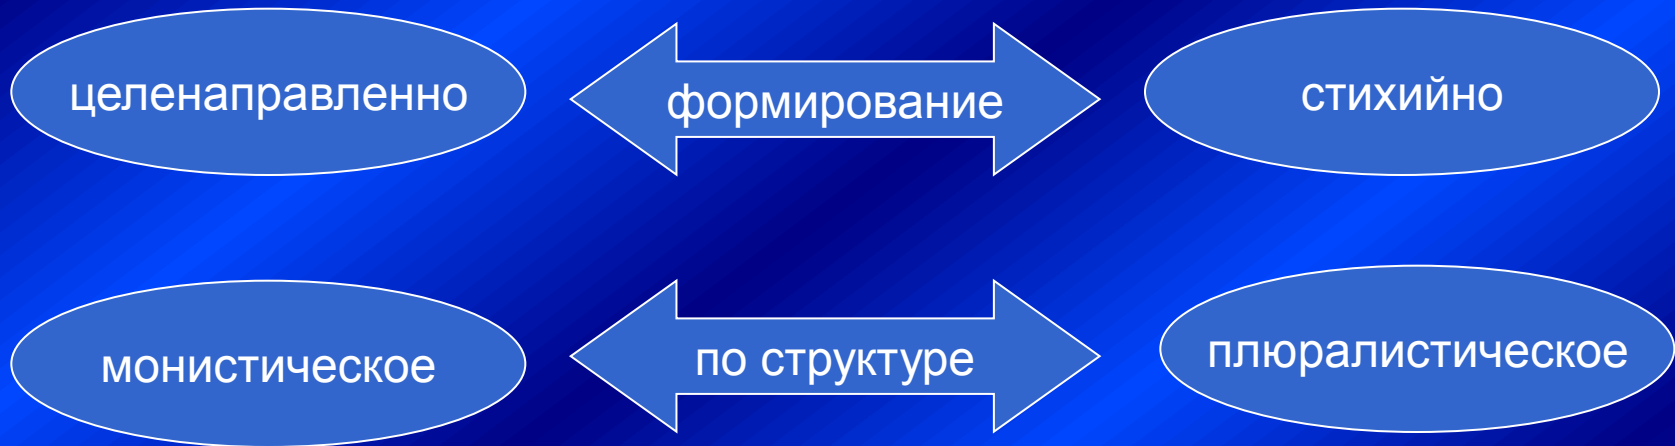 целенаправленно
формирование
стихийно
монистическое
по структуре
плюралистическое